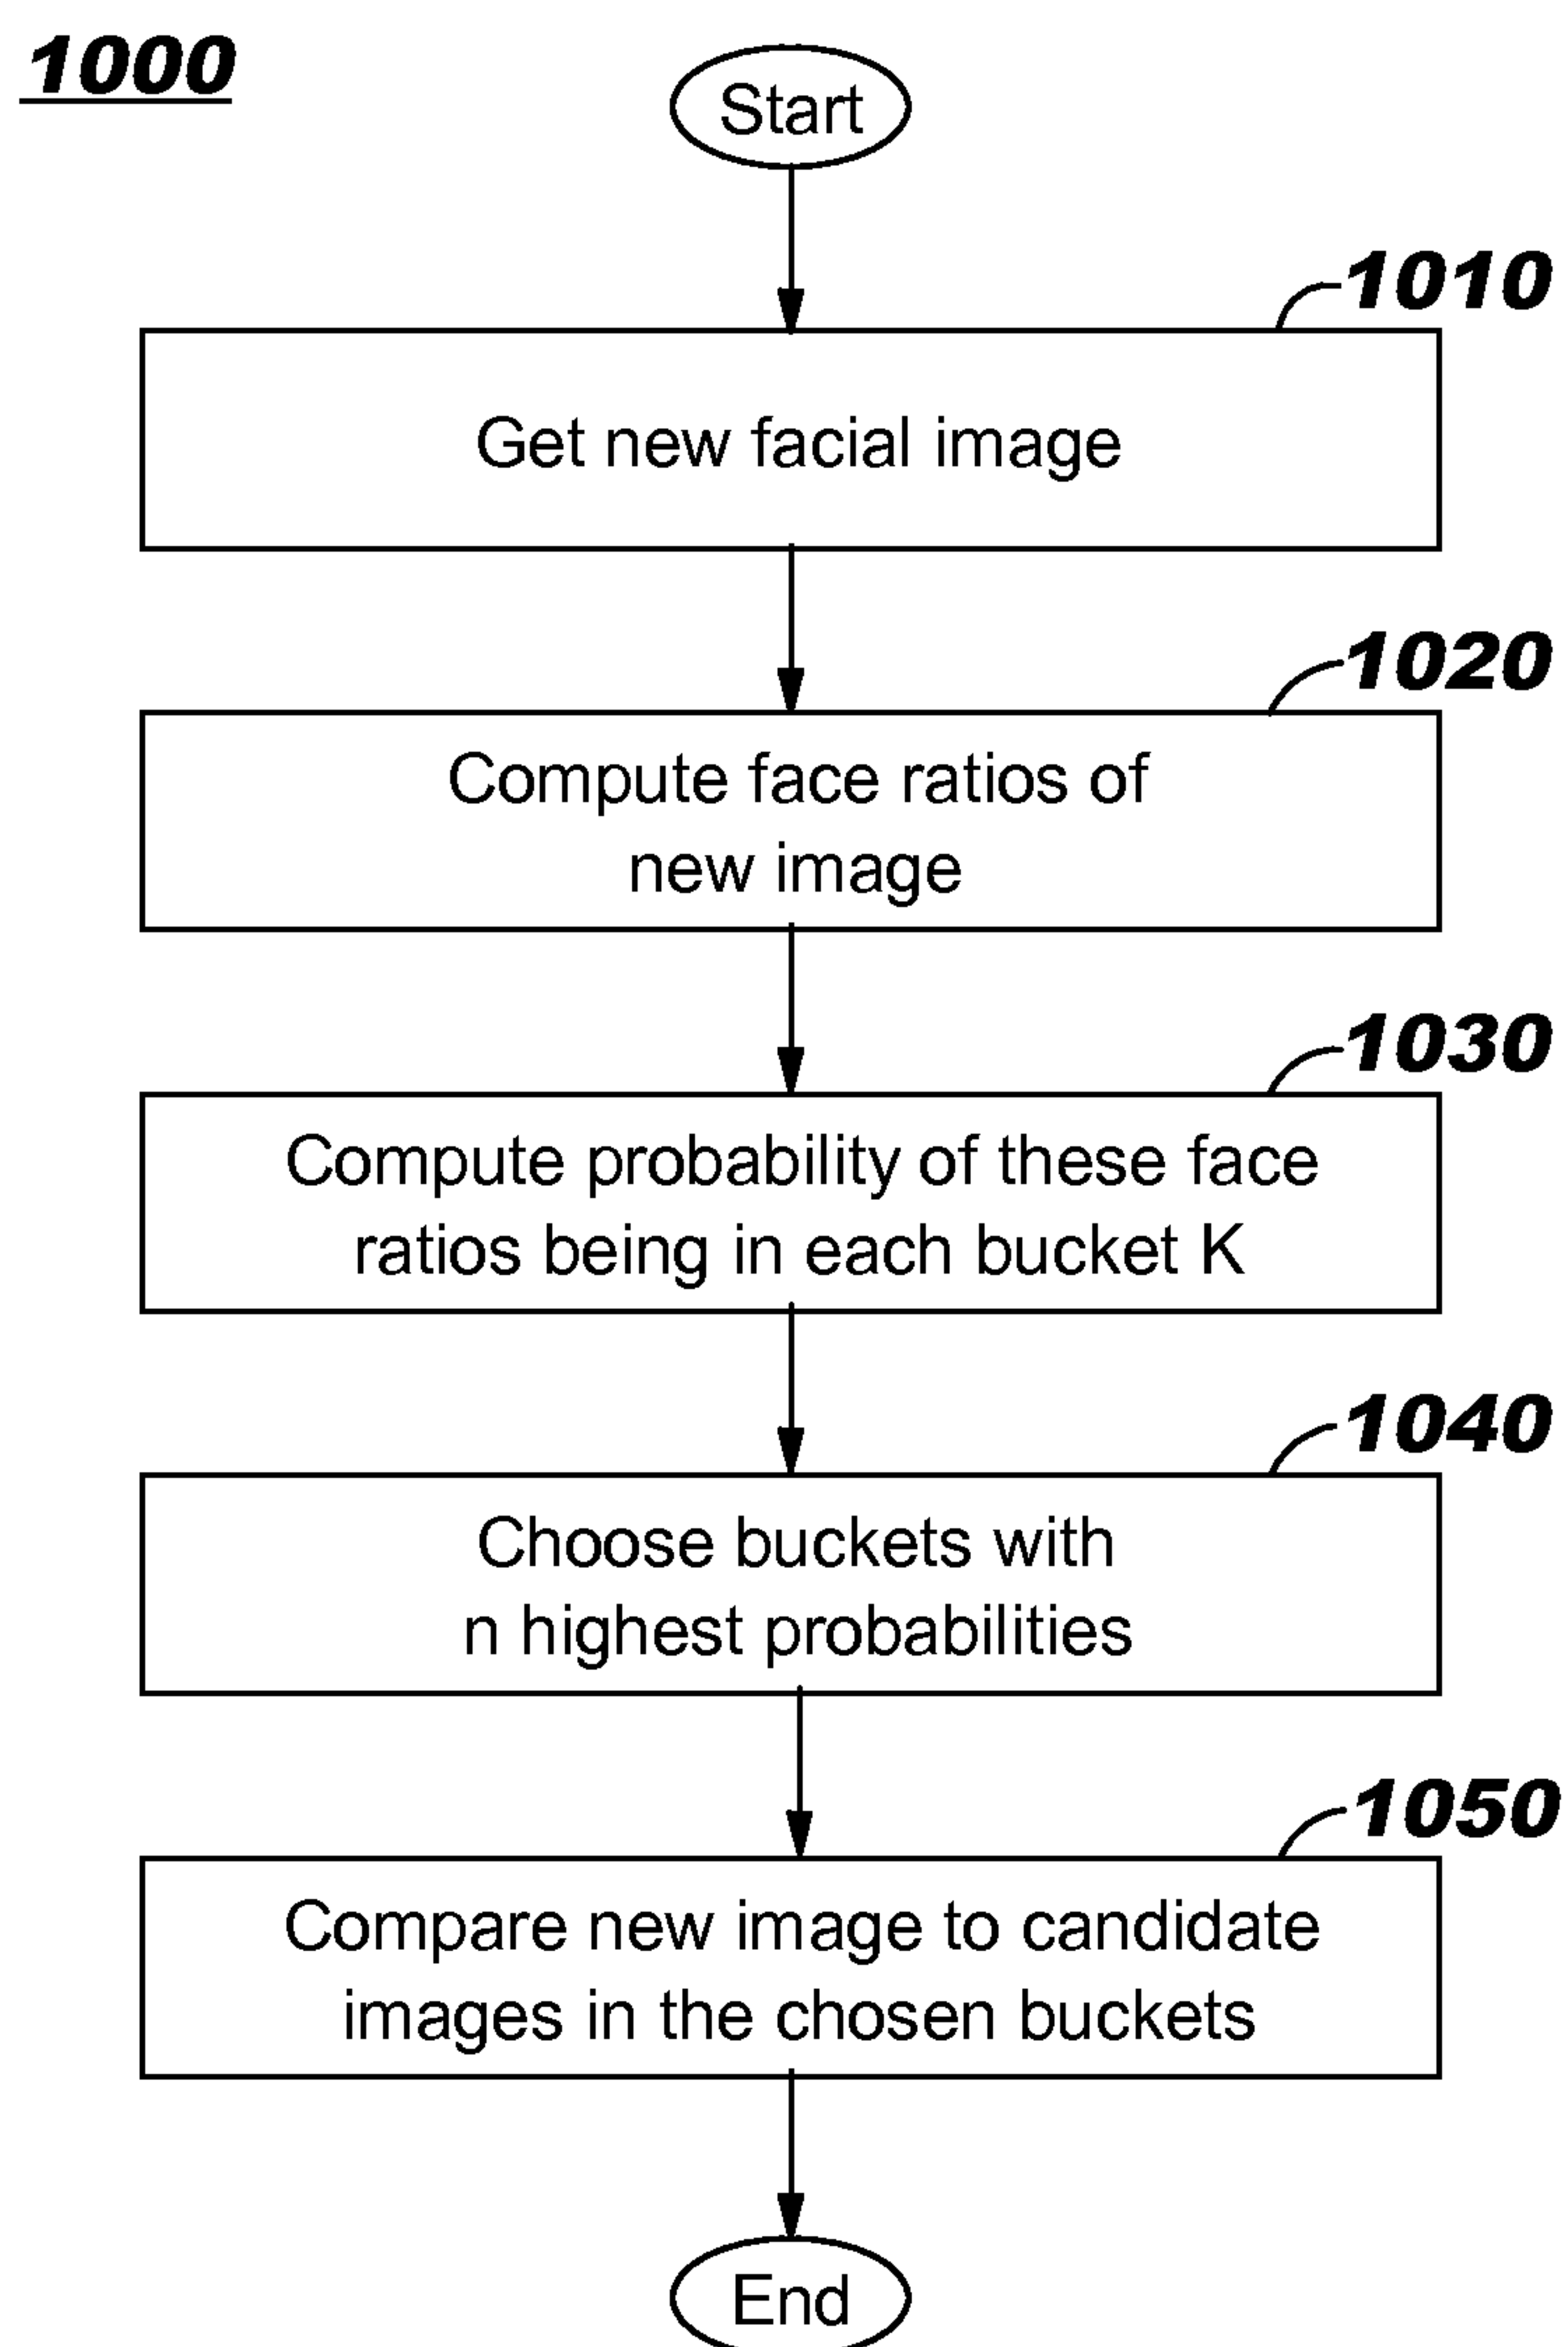 1000
Start
1010
Get new facial image
1020
Compute face ratios of
new image
1030
Compute probability of these face
ratios being in each bucket K
1040
Choose buckets with
n highest probabilities
1050
Compare new image to candidate
images in the chosen buckets
End